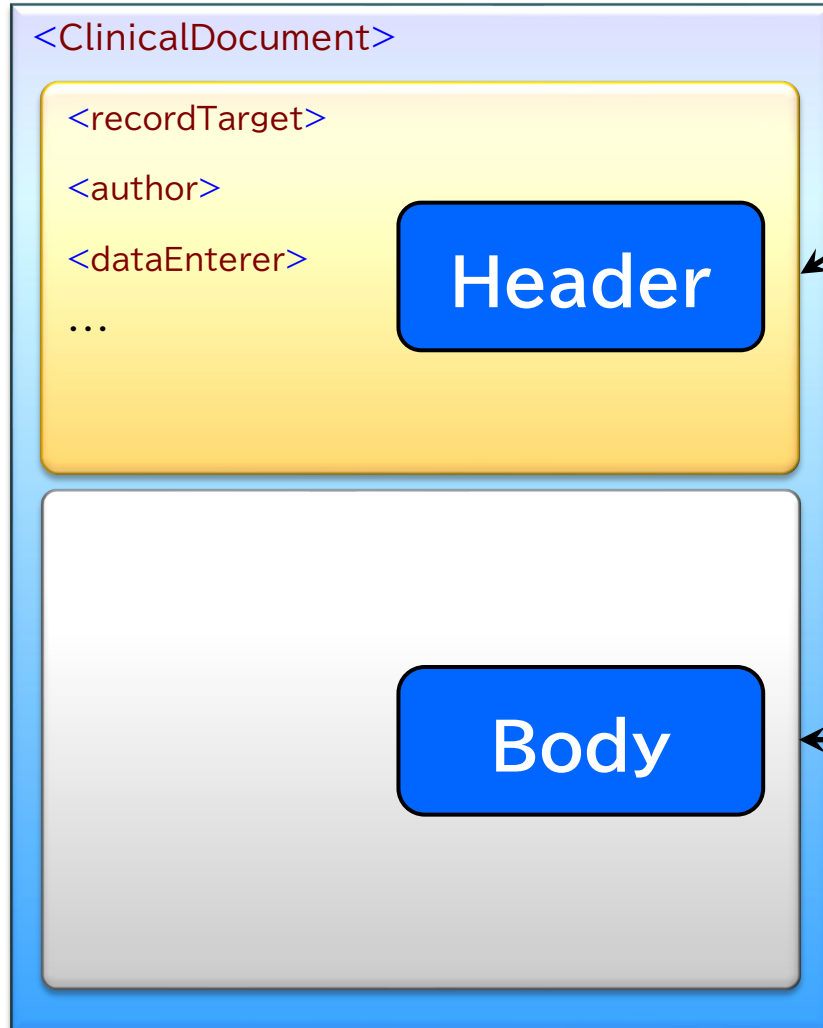 <ClinicalDocument>
<recordTarget>
<author>
<dataEnterer>
...
Header
Body